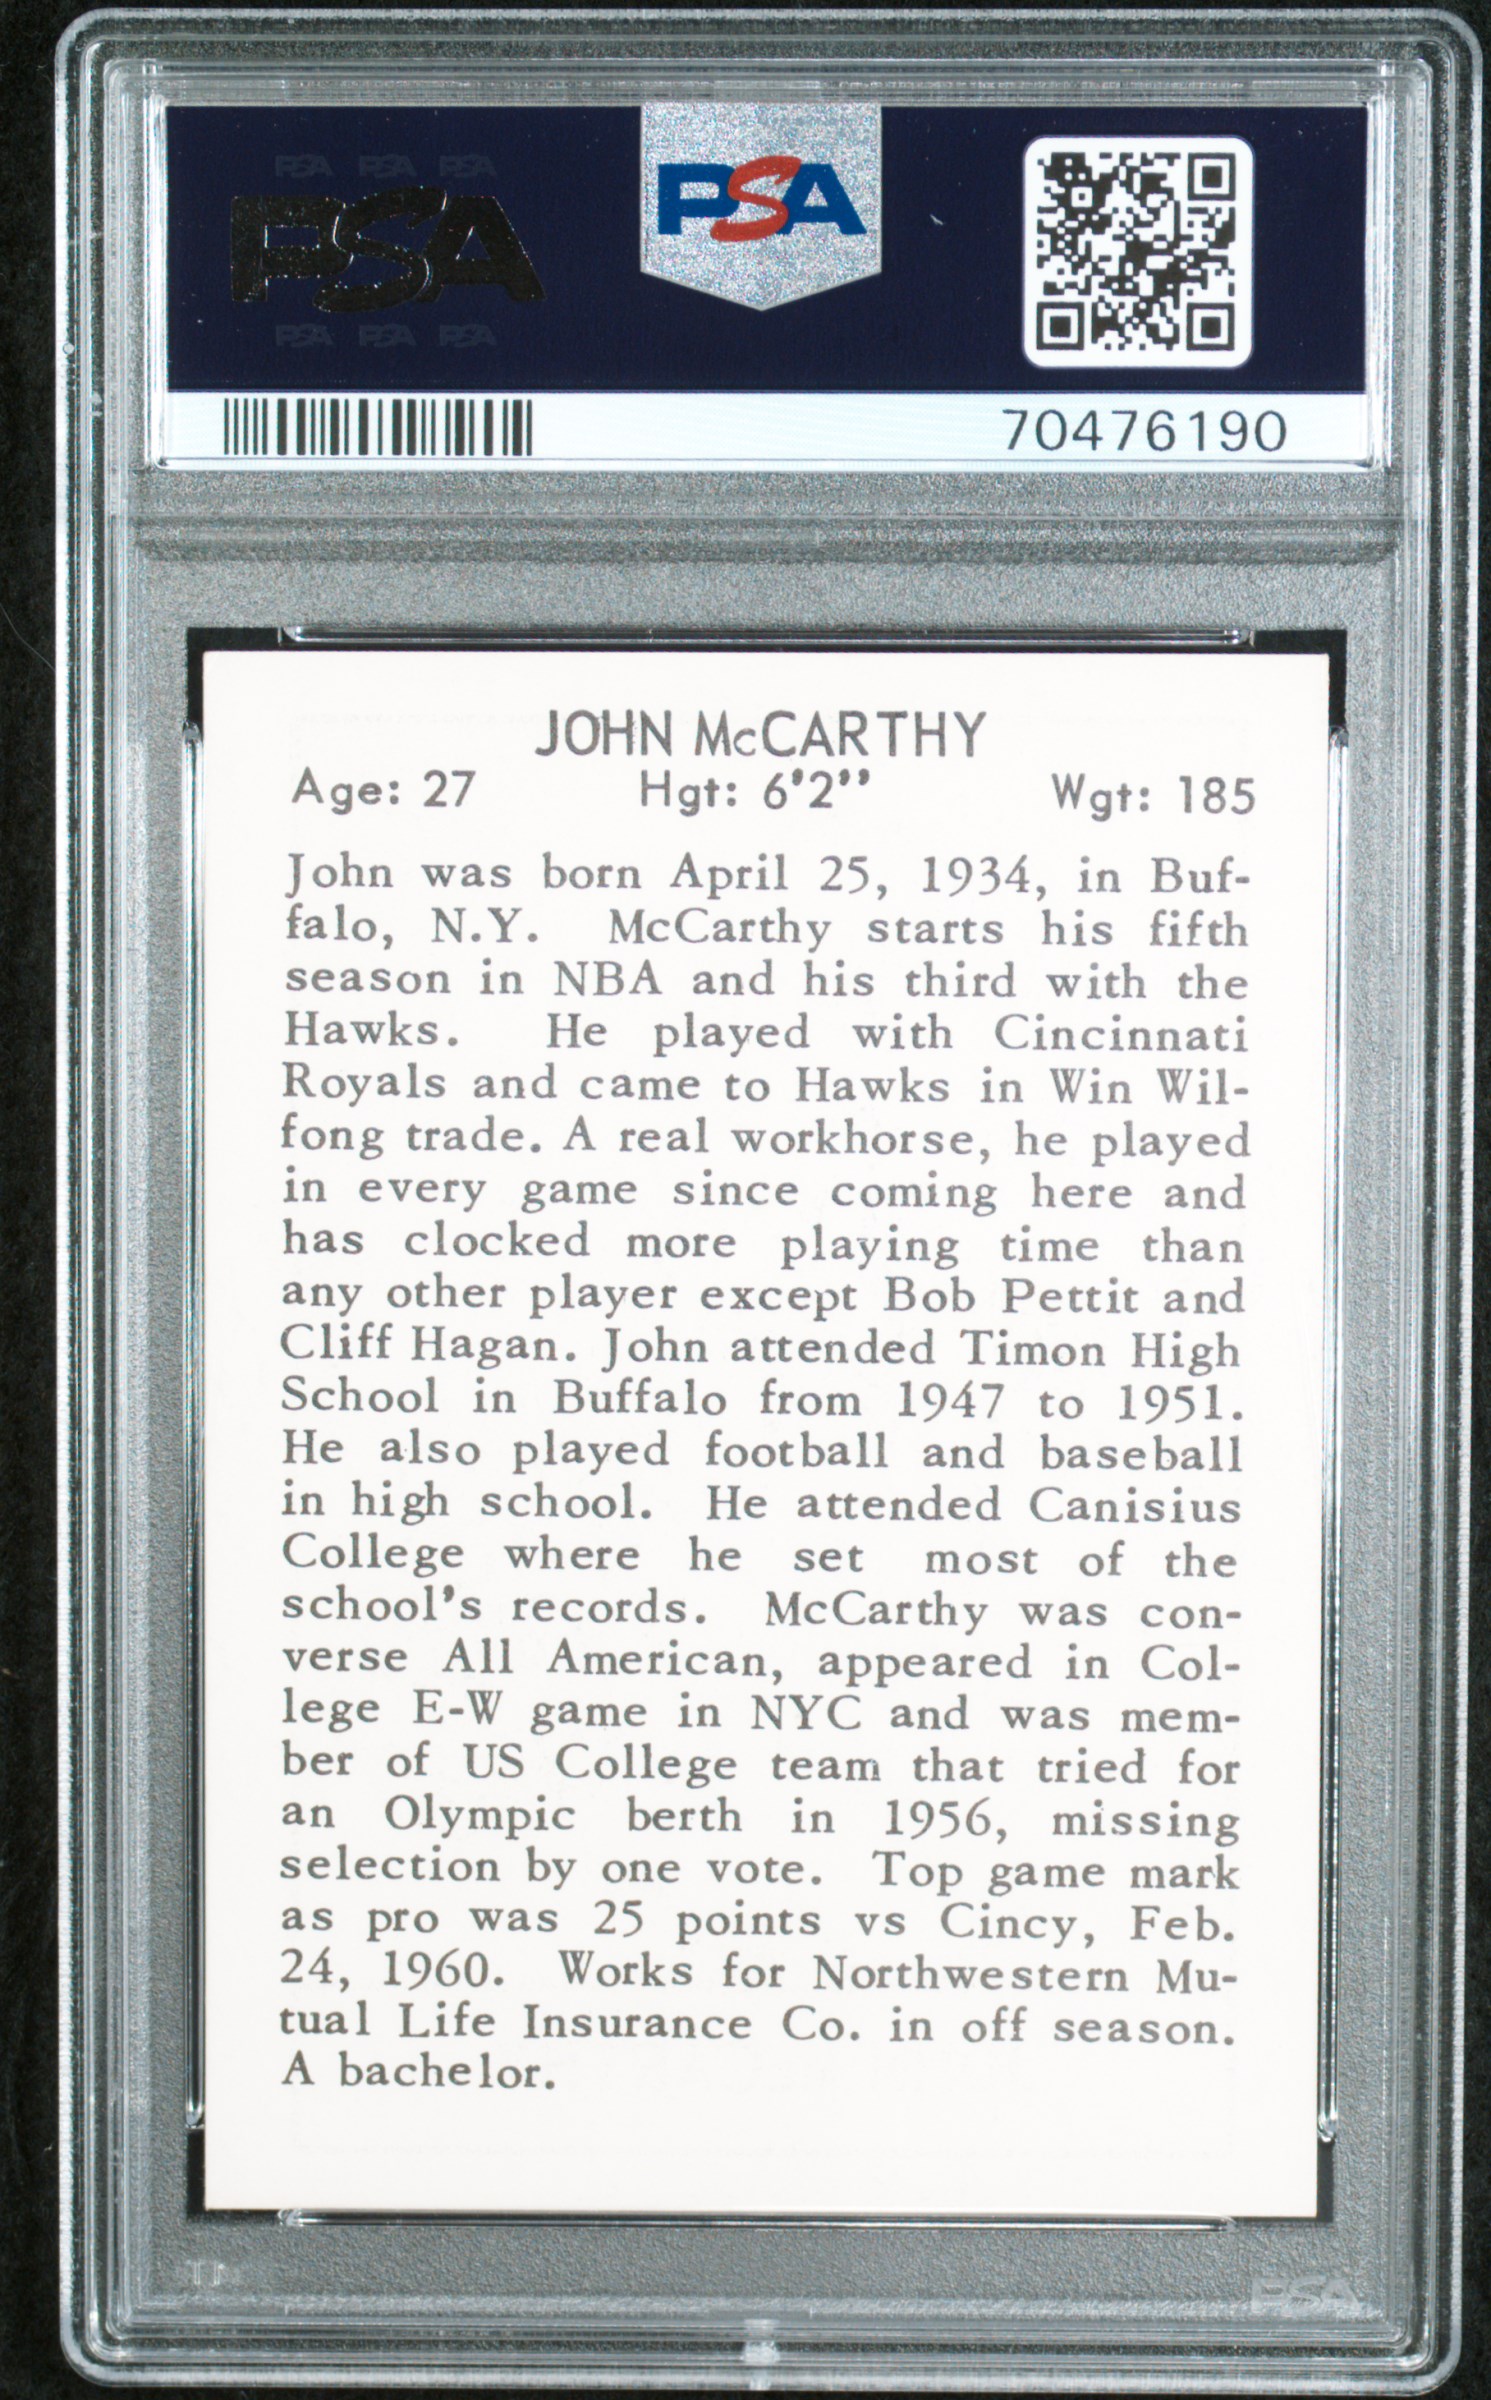 PSA PSA PSA
PSA
PSA PSA PSA
PSA
70476190
JOHN McCARTHY
Age: 27 Hgt: 6'2'' Wgt: 185
John was born April 25, 1934, in Buf-
falo, N.Y. McCarthy starts his fifth
season in NBA and his third with the
Hawks. He played with Cincinnati
Royals and came to Hawks in Win Wil-
fong trade. A real workhorse, he played
in every game since coming here and
has clocked more playing time than
any other player except Bob Pettit and
Cliff Hagan. John attended Timon High
School in Buffalo from 1947 to 1951.
He also played football and baseball
in high school. He attended Canisius
College where he set most of the
school's records. McCarthy was con-
verse All American, appeared in Col-
lege E-W game in NYC and was mem-
ber of US College team that tried for
an Olympic berth in 1956, missing
selection by one vote. Top game mark
as pro was 25 points vs Cincy, Feb.
24, 1960. Works for Northwestern Mu-
tual Life Insurance Co. in off season.
A bachelor.
PSA